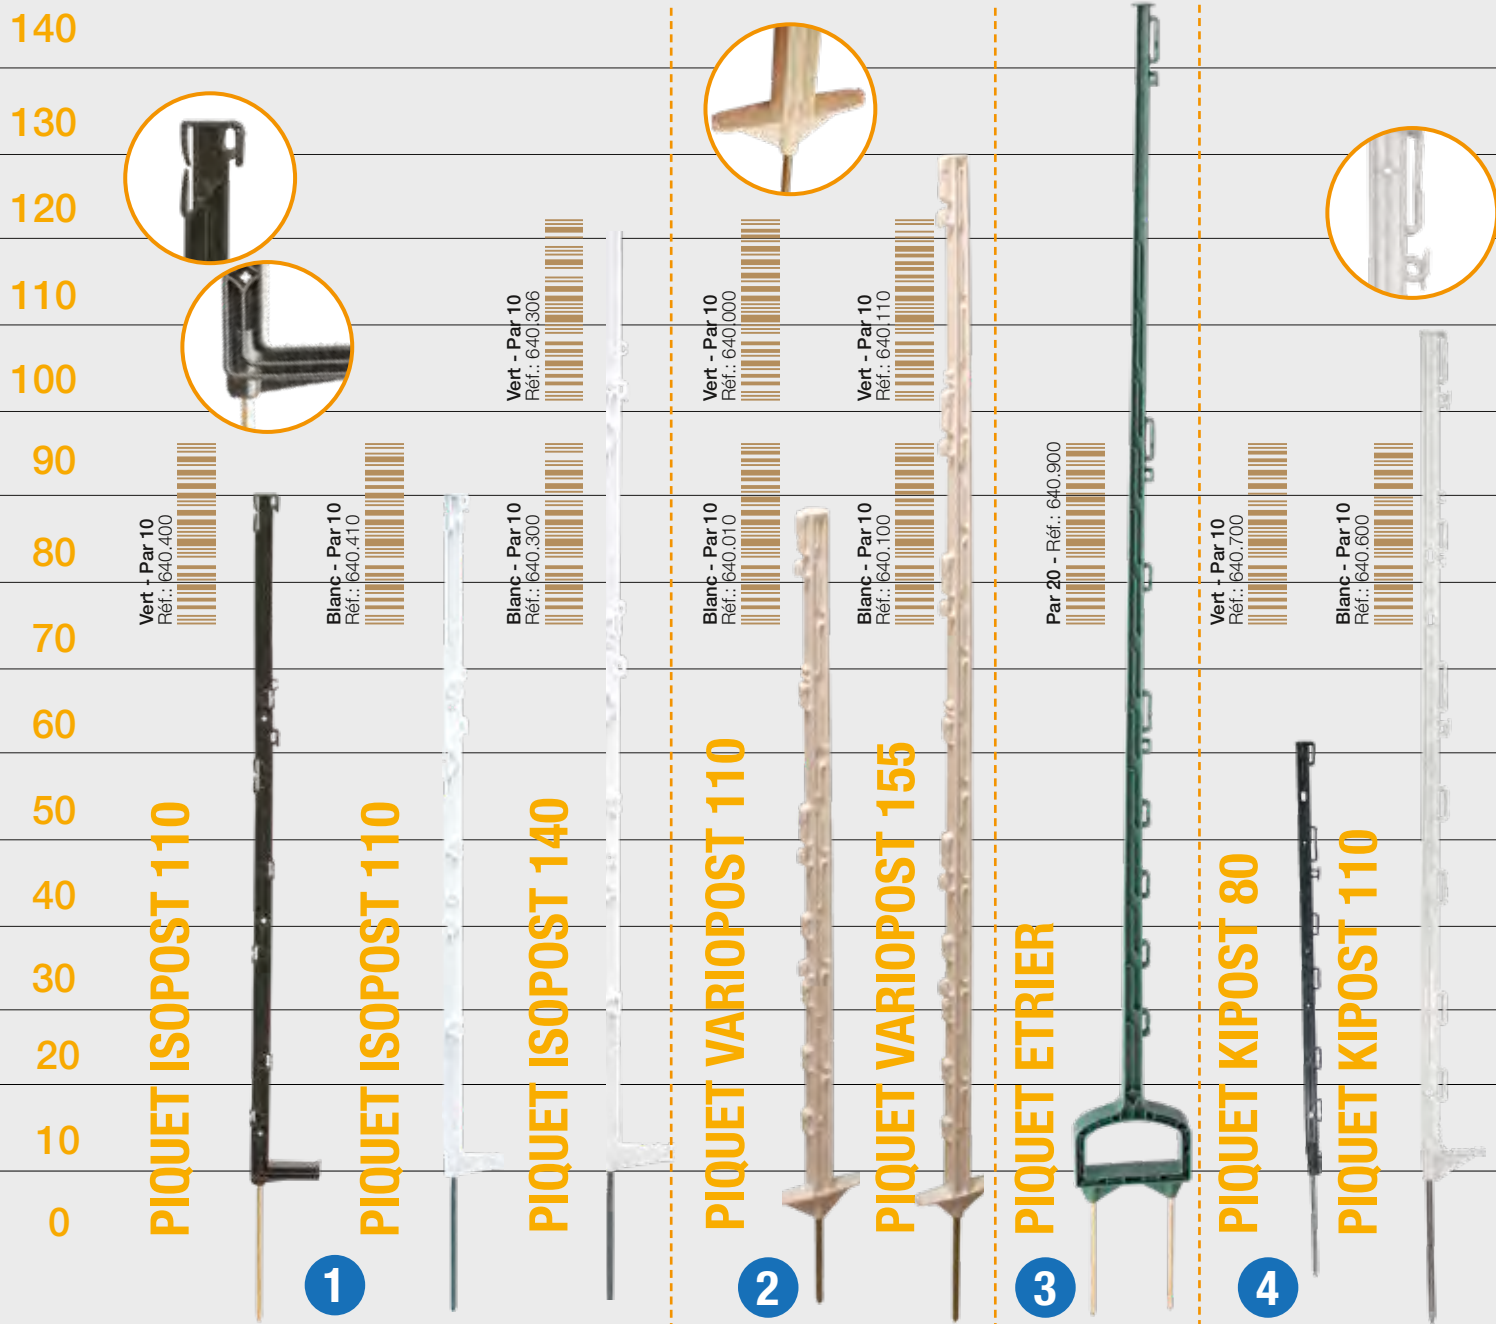 140
130
120
110
100
90
80
70
60
50
40
30
20
10
0
Vert - Par 10
Réf.: 640.400
PIQUET ISOPOST 110
Blanc - Par 10
Réf.: 640.410
PIQUET ISOPOST 110
Vert - Par 10
Réf.: 640.306
Blanc - Par 10
Réf.: 640.300
PIQUET ISOPOST 140
1
Vert - Par 10
Réf.: 640.000
Blanc - Par 10
Réf.: 640.010
PIQUET VARIOPOST 110
Vert - Par 10
Réf.: 640.110
Blanc - Par 10
Réf.: 640.100
PIQUET VARIOPOST 155
2
Par 20 - Réf.: 640.900
PIQUET ETRIER
3
Vert - Par 10
Réf.: 640.700
PIQUET KIPOST 80
Blanc - Par 10
Réf.: 640.600
PIQUET KIPOST 110
4